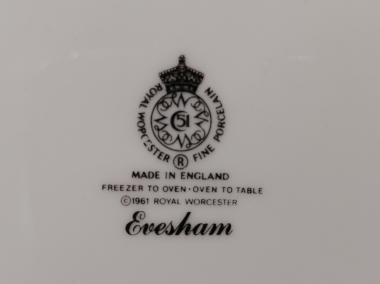 ROYAL WORCESTER ® FINE PORCELAIN
C 51
MADE IN ENGLAND
FREEZER TO OVEN · OVEN TO TABLE
©1961 ROYAL WORCESTER
Evesham